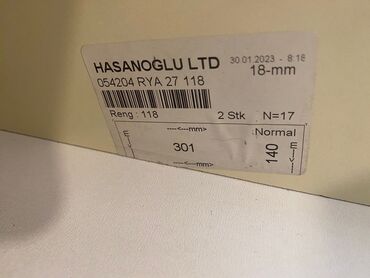 HASANOGLU LTD 30.01.2023 - 8:18
054204 RYA 27 118 18-mm
Reng : 118 2 Stk N=17
----<---mm>---- Normal
301
140
----<---mm>----